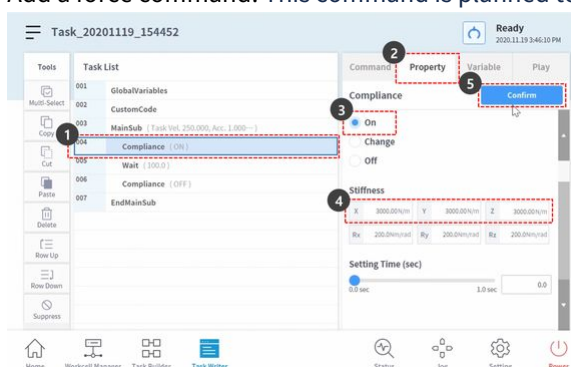 Add a force command. This command is planned to
Task_20201119_154452
Ready
2020.11.19 3:46:10 PM
Tools
Task List
Command
Property
Variable
Play
2
Multi-Select
Copy
Cut
Paste
Delete
Row Up
Row Down
Suppress
001 GlobalVariables
002 CustomCode
003 MainSub (Task Vel. 250.000, Acc. 1.000···)
1
004 Compliance (ON)
005 Wait (100.0)
006 Compliance (OFF)
007 EndMainSub
Compliance
5
Confirm
3
On
Change
Off
Stiffness
4
X 3000.00N/m Y 3000.00N/m Z 3000.00N/m
Rx 200.0Nm/rad Ry 200.0Nm/rad Rz 200.0Nm/rad
Setting Time (sec)
0.0 sec 1.0 sec 0.0
Home Workcell Manager Task Builder Task Writer Status Jog Setting Power